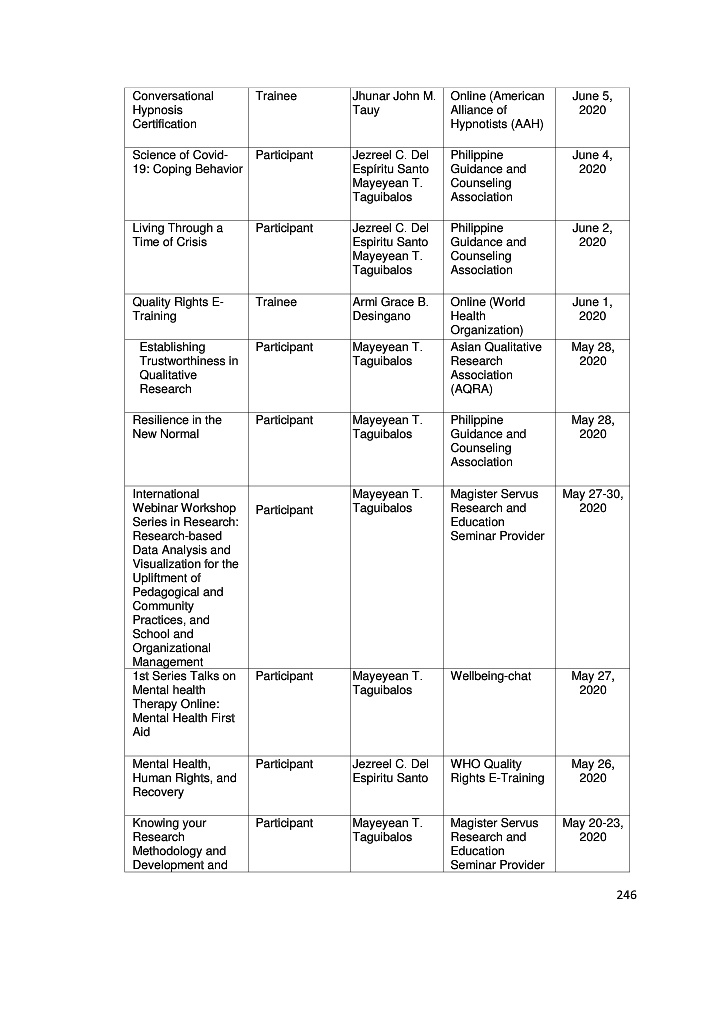 Conversational Hypnosis Certification
Trainee
Jhunar John M. Tauy
Online (American Alliance of Hypnotists (AAH)
June 5, 2020
Science of Covid-19: Coping Behavior
Participant
Jezreel C. Del Espíritu Santo Mayeyean T. Taguibalos
Philippine Guidance and Counseling Association
June 4, 2020
Living Through a Time of Crisis
Participant
Jezreel C. Del Espiritu Santo Mayeyean T. Taguibalos
Philippine Guidance and Counseling Association
June 2, 2020
Quality Rights E-Training
Trainee
Armi Grace B. Desingano
Online (World Health Organization)
June 1, 2020
Establishing Trustworthiness in Qualitative Research
Participant
Mayeyean T. Taguibalos
Asian Qualitative Research Association (AQRA)
May 28, 2020
Resilience in the New Normal
Participant
Mayeyean T. Taguibalos
Philippine Guidance and Counseling Association
May 28, 2020
International Webinar Workshop Series in Research: Research-based Data Analysis and Visualization for the Upliftment of Pedagogical and Community Practices, and School and Organizational Management
Participant
Mayeyean T. Taguibalos
Magister Servus Research and Education Seminar Provider
May 27-30, 2020
1st Series Talks on Mental health Therapy Online: Mental Health First Aid
Participant
Mayeyean T. Taguibalos
Wellbeing-chat
May 27, 2020
Mental Health, Human Rights, and Recovery
Participant
Jezreel C. Del Espiritu Santo
WHO Quality Rights E-Training
May 26, 2020
Knowing your Research Methodology and Development and
Participant
Mayeyean T. Taguibalos
Magister Servus Research and Education Seminar Provider
May 20-23, 2020
246